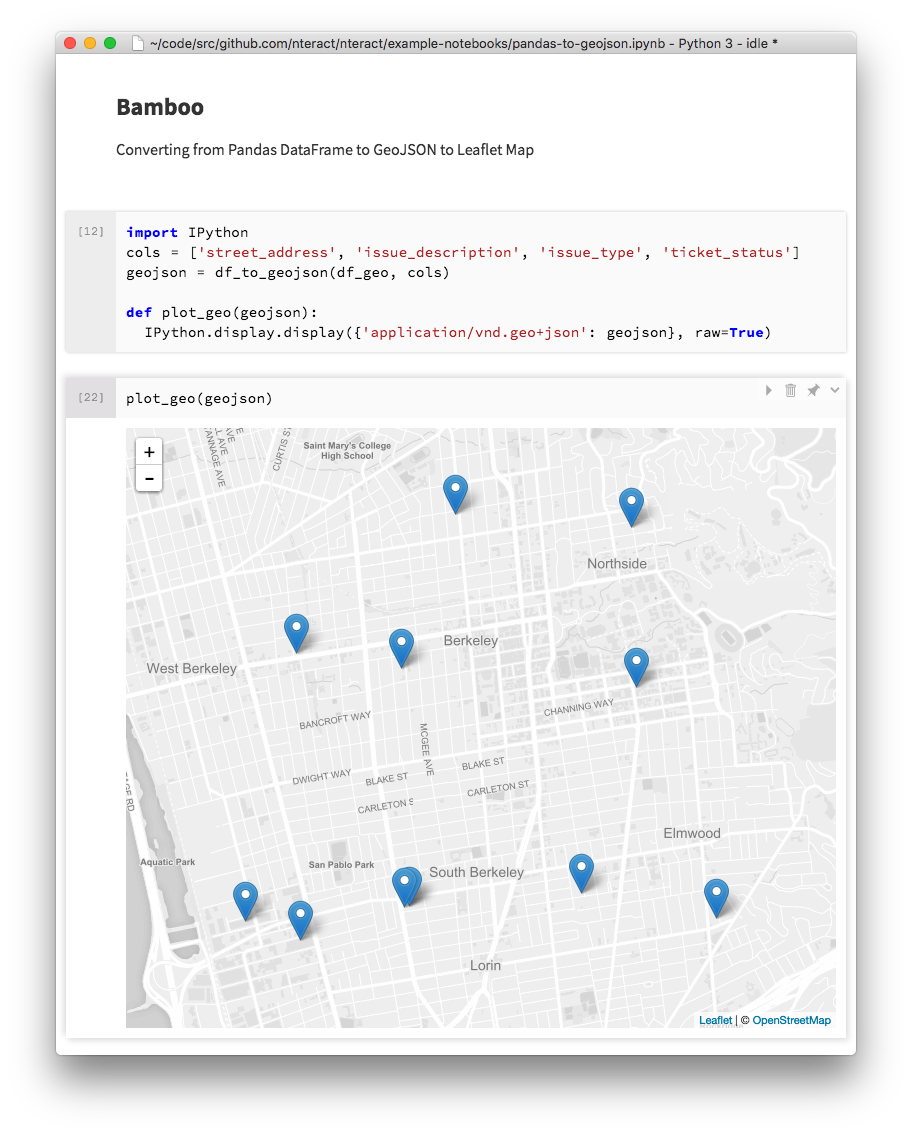 ~/code/src/github.com/nteract/nteract/example-notebooks/pandas-to-geojson.ipynb - Python 3 - idle *
Bamboo
Converting from Pandas DataFrame to GeoJSON to Leaflet Map
[12]
import IPython
cols = ['street_address', 'issue_description', 'issue_type', 'ticket_status']
geojson = df_to_geojson(df_geo, cols)
def plot_geo(geojson):
  IPython.display.display({'application/vnd.geo+json': geojson}, raw=True)
[22]
plot_geo(geojson)
+
−
CURTIS ST
Saint Mary's College
High School
Northside
Berkeley
West Berkeley
CHANNING WAY
BANCROFT WAY
MCGEE AVE
BLAKE ST
DWIGHT WAY
BLAKE ST
CARLETON ST
CARLETON S
Elmwood
Aquatic Park
San Pablo Park
South Berkeley
Lorin
Leaflet | © OpenStreetMap